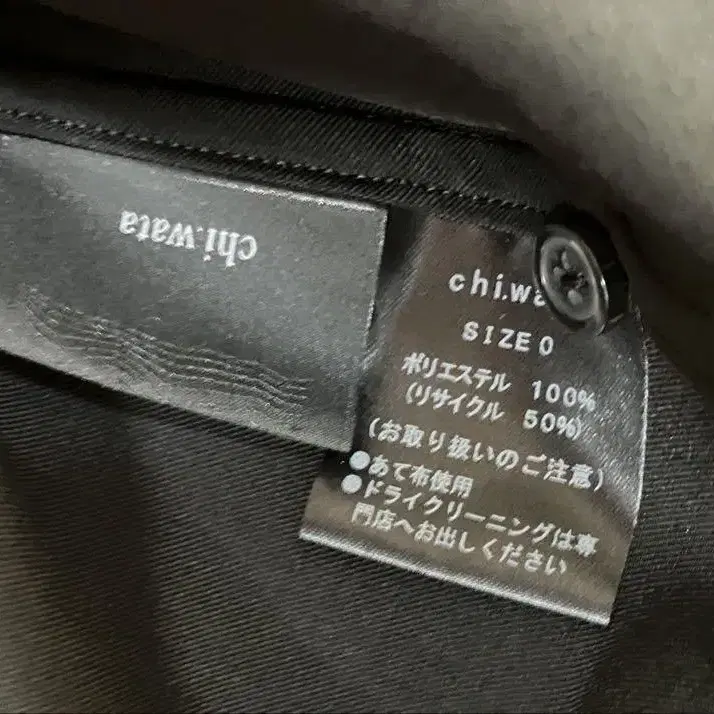 chi.wata
chi.wa
SIZE 0
ポリエステル 100%
(リサイクル 50%)
(お取り扱いのご注意)
●あて布使用
●ドライクリーニングは専
門店へお出しください